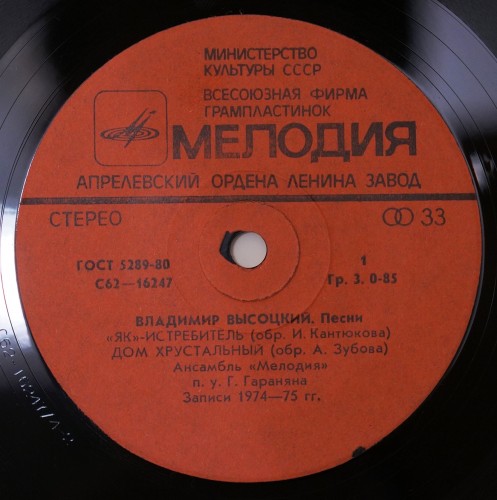 МИНИСТЕРСТВО
КУЛЬТУРЫ СССР
ВСЕСОЮЗНАЯ ФИРМА
ГРАМПЛАСТИНОК
МЕЛОДИЯ
АПРЕЛЕВСКИЙ ОРДЕНА ЛЕНИНА ЗАВОД
СТЕРЕО 33
ГОСТ 5289-80 1
С62—16247 Гр. 3. 0-85
ВЛАДИМИР ВЫСОЦКИЙ. Песни
«ЯК»-ИСТРЕБИТЕЛЬ (обр. И. Кантюкова)
ДОМ ХРУСТАЛЬНЫЙ (обр. А. Зубова)
Ансамбль «Мелодия»
п. у. Г. Гараняна
Записи 1974—75 гг.